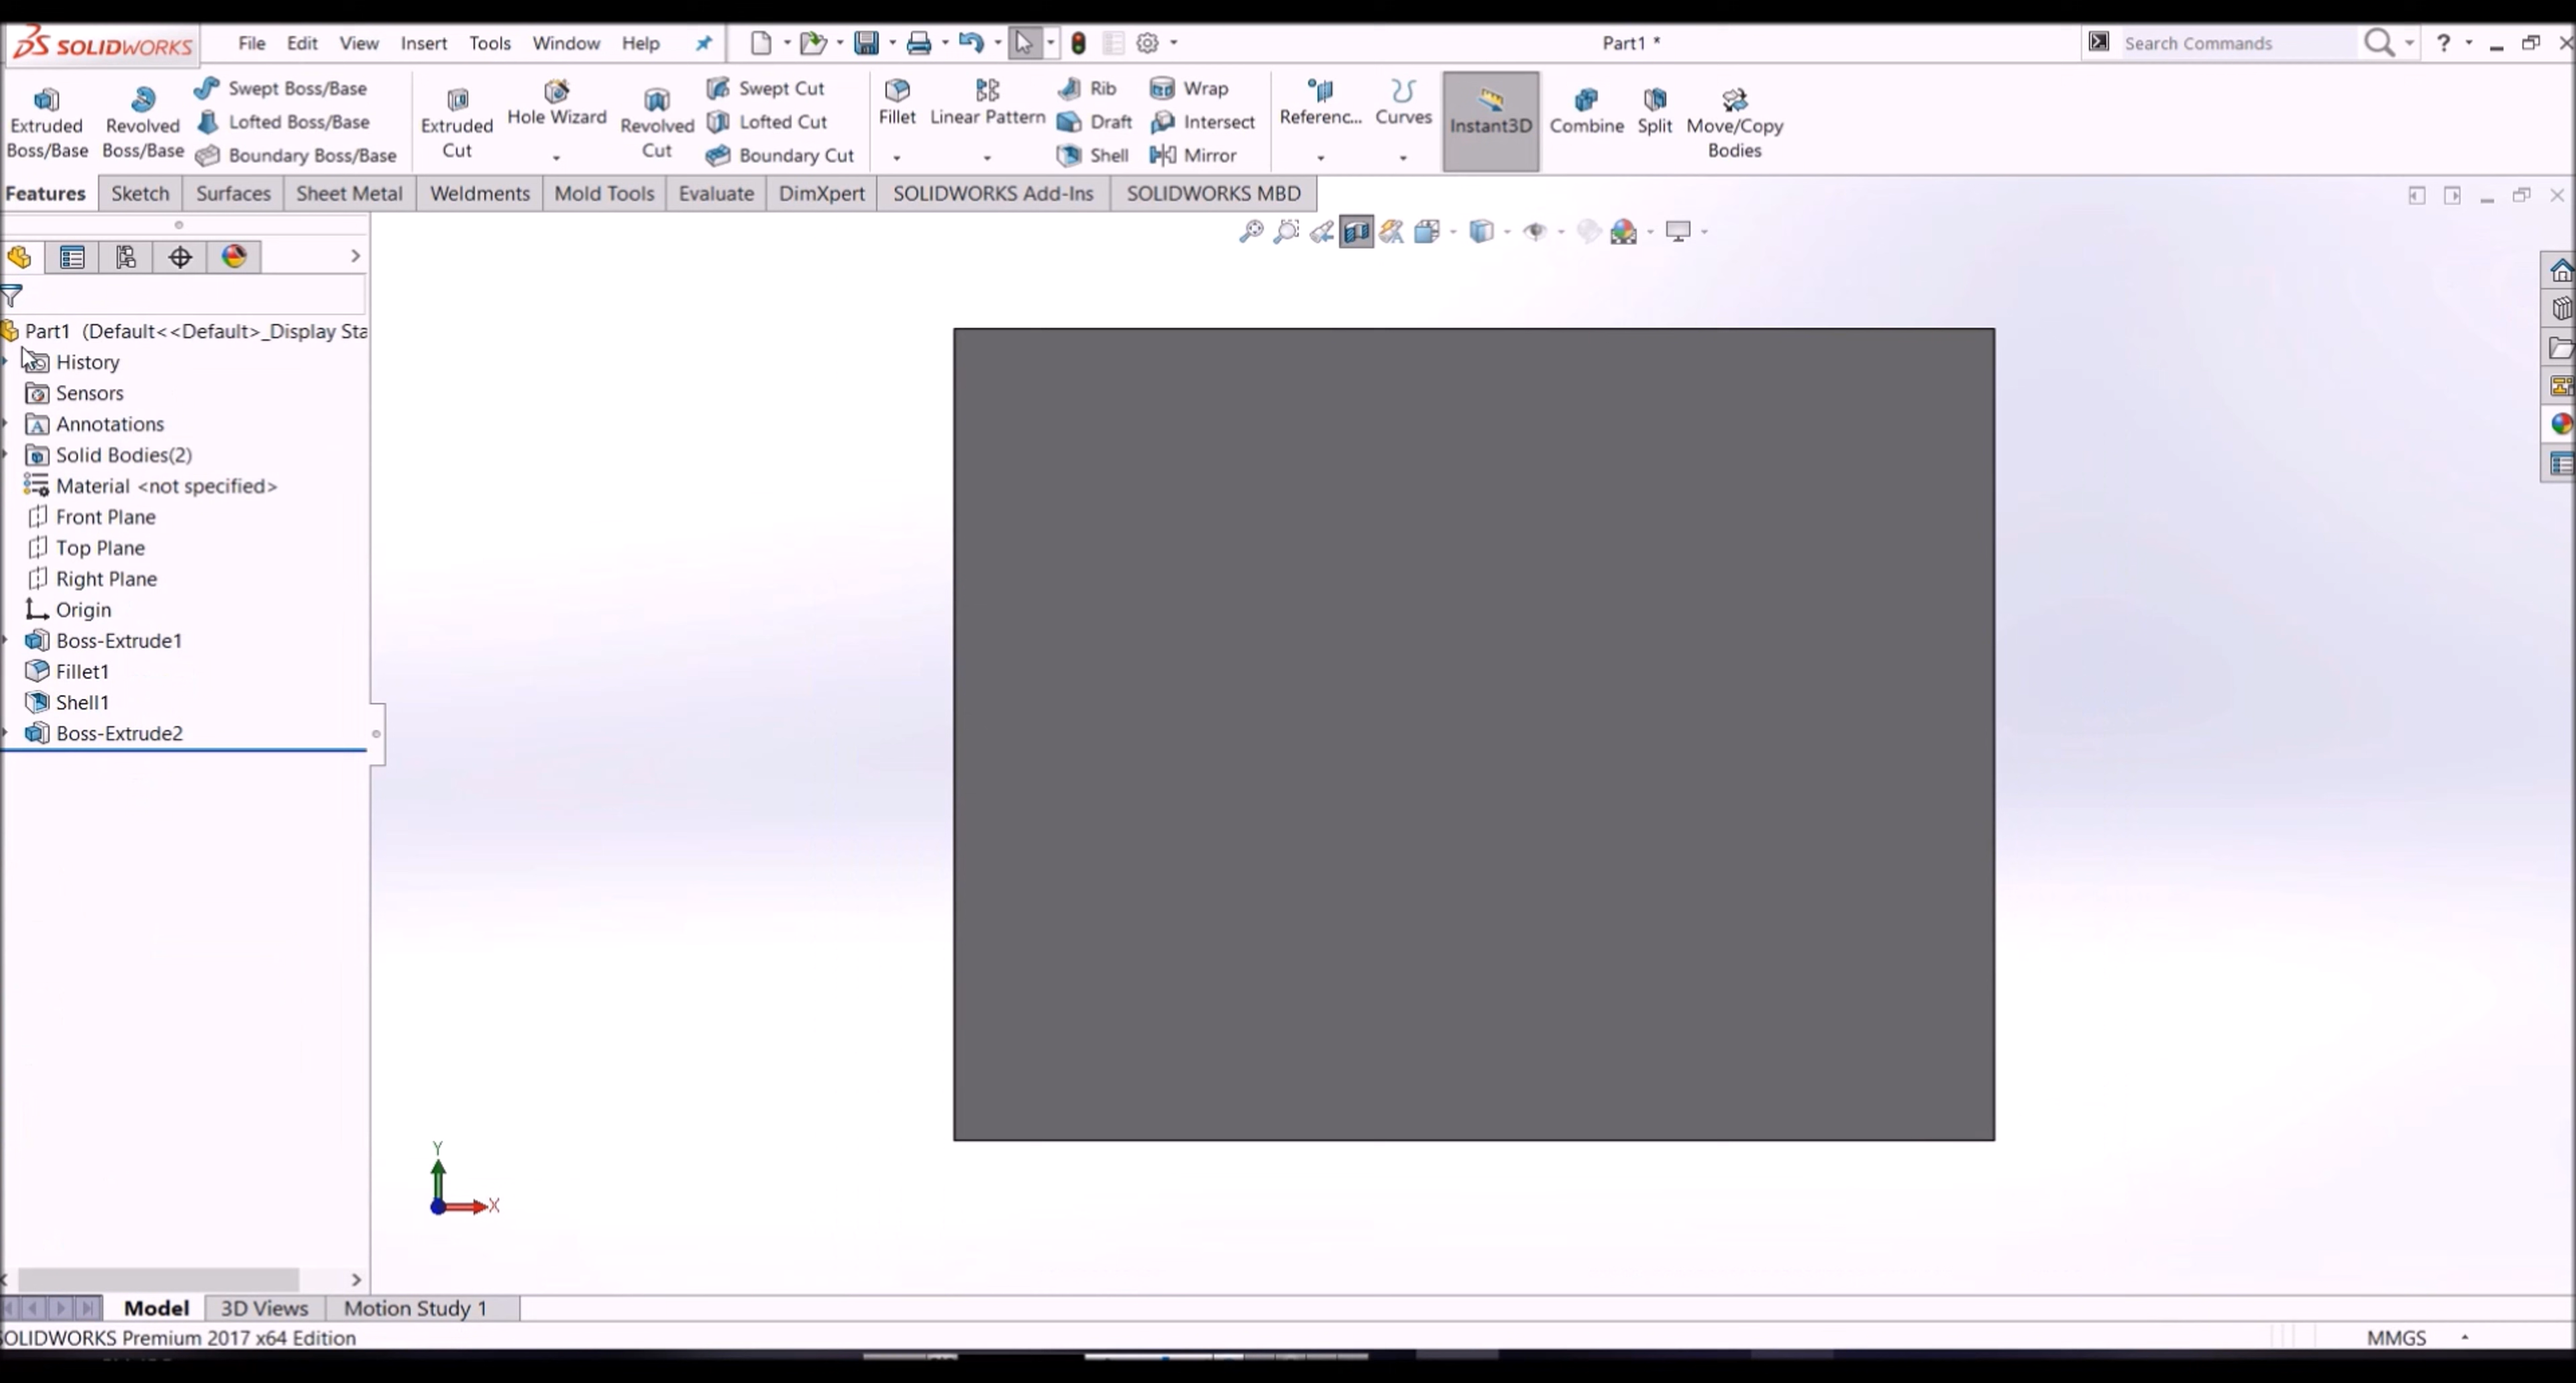 SOLIDWORKS File Edit View Insert Tools Window Help Part1 * Search Commands ?
Extruded Boss/Base
Revolved Boss/Base
Swept Boss/Base
Lofted Boss/Base
Boundary Boss/Base
Extruded Cut
Hole Wizard
Revolved Cut
Swept Cut
Lofted Cut
Boundary Cut
Fillet
Linear Pattern
Rib
Draft
Shell
Wrap
Intersect
Mirror
Referenc...
Curves
Instant3D
Combine
Split
Move/Copy Bodies
Features Sketch Surfaces Sheet Metal Weldments Mold Tools Evaluate DimXpert SOLIDWORKS Add-Ins SOLIDWORKS MBD
Part1 (Default<<Default>_Display Sta
History
Sensors
Annotations
Solid Bodies(2)
Material <not specified>
Front Plane
Top Plane
Right Plane
Origin
Boss-Extrude1
Fillet1
Shell1
Boss-Extrude2
Y
X
Model 3D Views Motion Study 1
SOLIDWORKS Premium 2017 x64 Edition MMGS